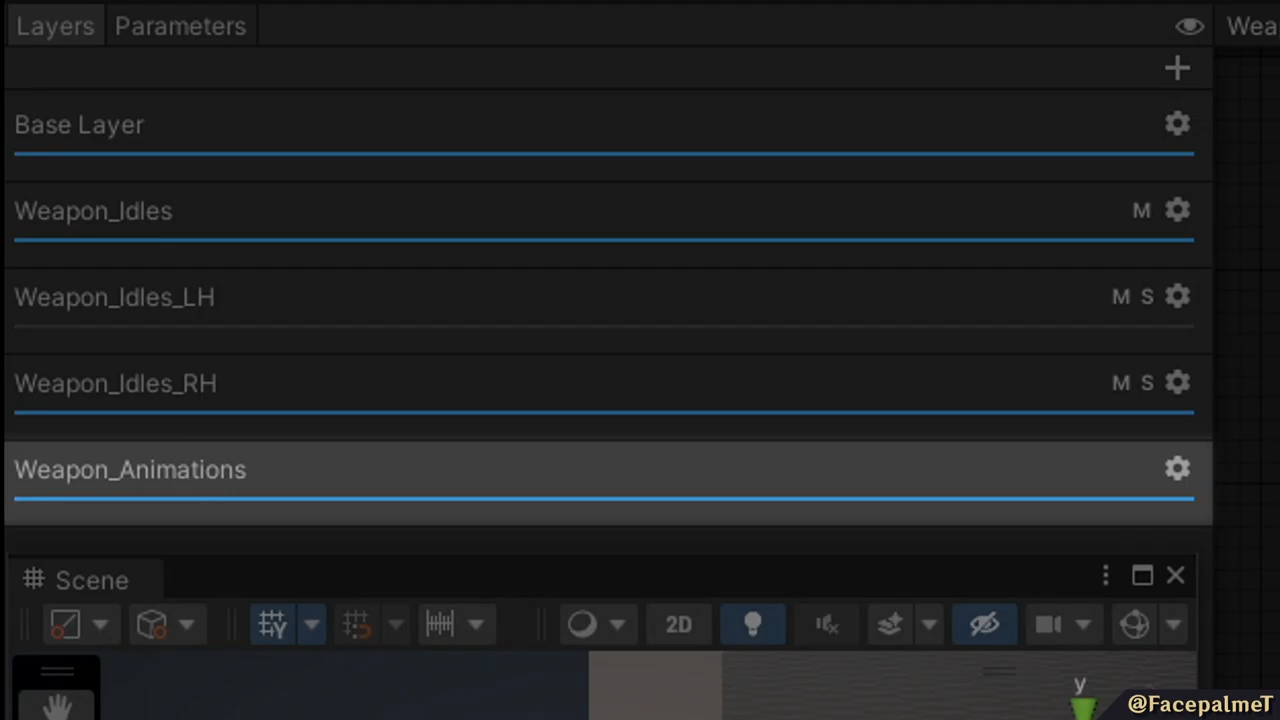 Layers Parameters Wea
Base Layer
Weapon_Idles M
Weapon_Idles_LH M S
Weapon_Idles_RH M S
Weapon_Animations
Scene
2D
y
@FacepalmeT